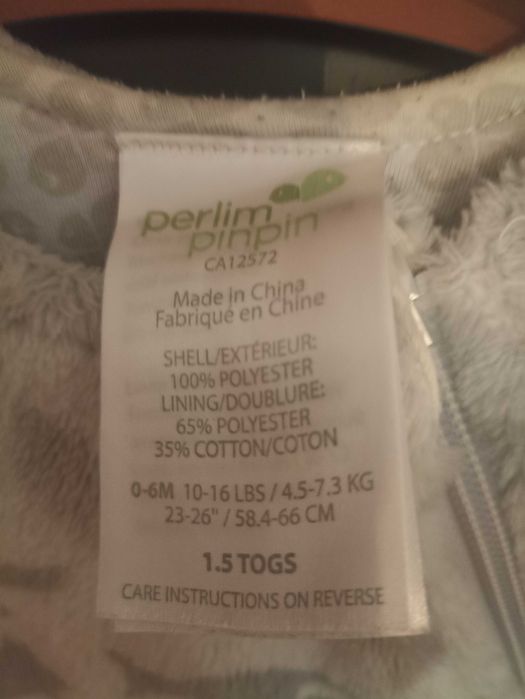 perlim
pinpin
CA12572
Made in China
Fabriqué en Chine
SHELL/EXTÉRIEUR:
100% POLYESTER
LINING/DOUBLURE:
65% POLYESTER
35% COTTON/COTON
0-6M 10-16 LBS / 4.5-7.3 KG
23-26" / 58.4-66 CM
1.5 TOGS
CARE INSTRUCTIONS ON REVERSE